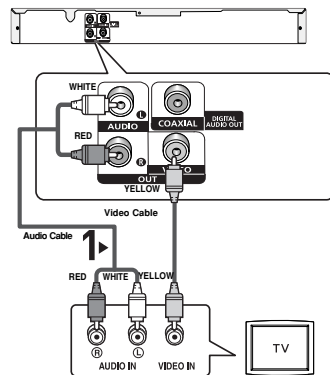 WHITE
L
AUDIO
COAXIAL
DIGITAL
AUDIO OUT
RED
R
VIDEO
OUT
YELLOW
Video Cable
Audio Cable
1
RED WHITE YELLOW
R L
AUDIO IN VIDEO IN
TV